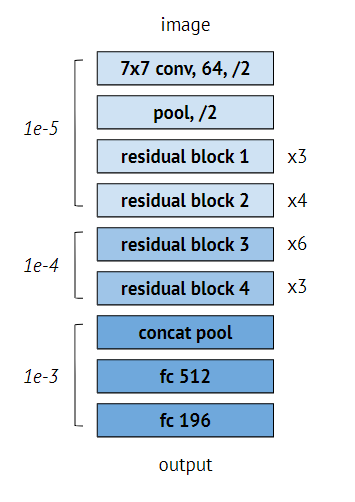 image
7x7 conv, 64, /2
pool, /2
1e-5
residual block 1 x3
residual block 2 x4
residual block 3 x6
1e-4
residual block 4 x3
concat pool
1e-3
fc 512
fc 196
output